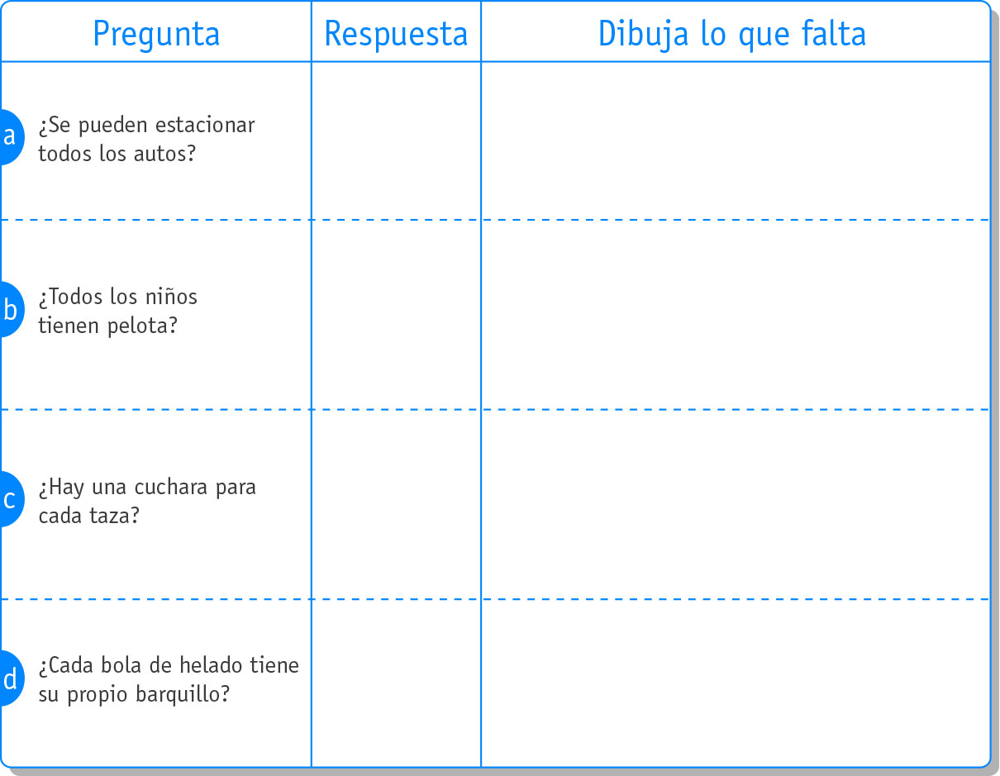 Pregunta Respuesta Dibuja lo que falta
a ¿Se pueden estacionar
todos los autos?
b ¿Todos los niños
tienen pelota?
c ¿Hay una cuchara para
cada taza?
d ¿Cada bola de helado tiene
su propio barquillo?